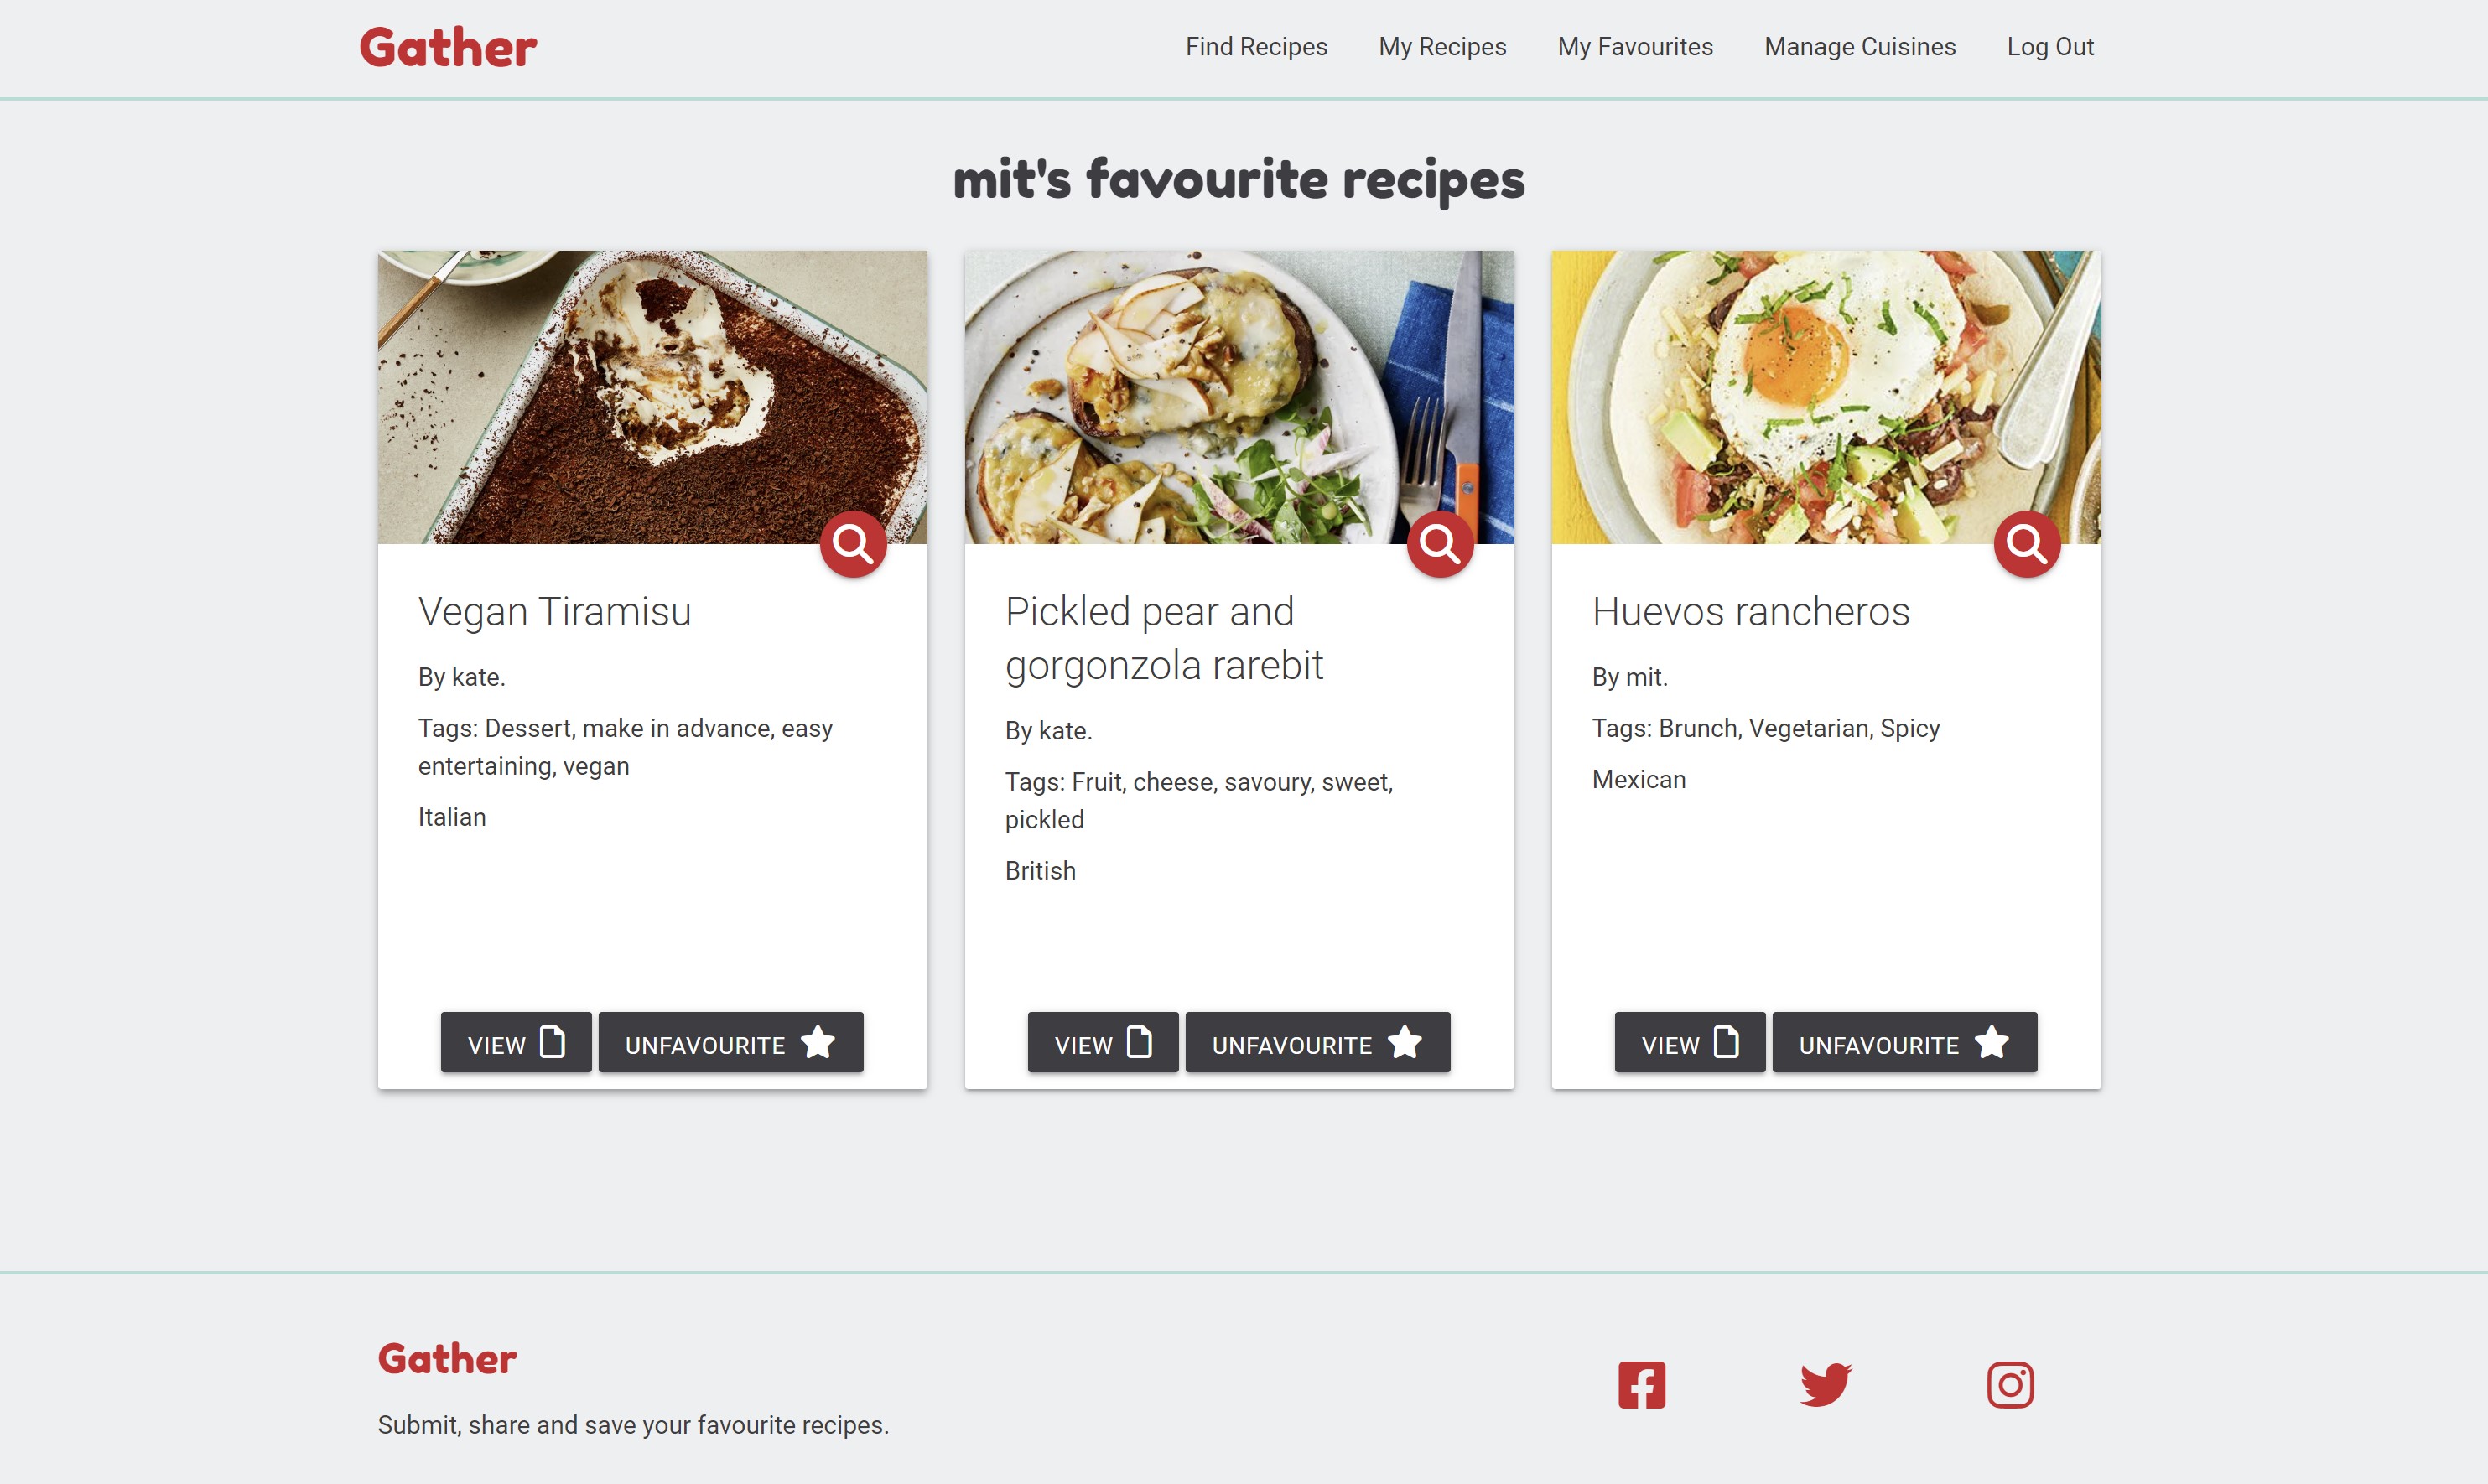 Gather
Find Recipes
My Recipes
My Favourites
Manage Cuisines
Log Out
mit's favourite recipes
Vegan Tiramisu
By kate.
Tags: Dessert, make in advance, easy
entertaining, vegan
Italian
VIEW
UNFAVOURITE
Pickled pear and
gorgonzola rarebit
By kate.
Tags: Fruit, cheese, savoury, sweet,
pickled
British
VIEW
UNFAVOURITE
Huevos rancheros
By mit.
Tags: Brunch, Vegetarian, Spicy
Mexican
VIEW
UNFAVOURITE
Gather
Submit, share and save your favourite recipes.